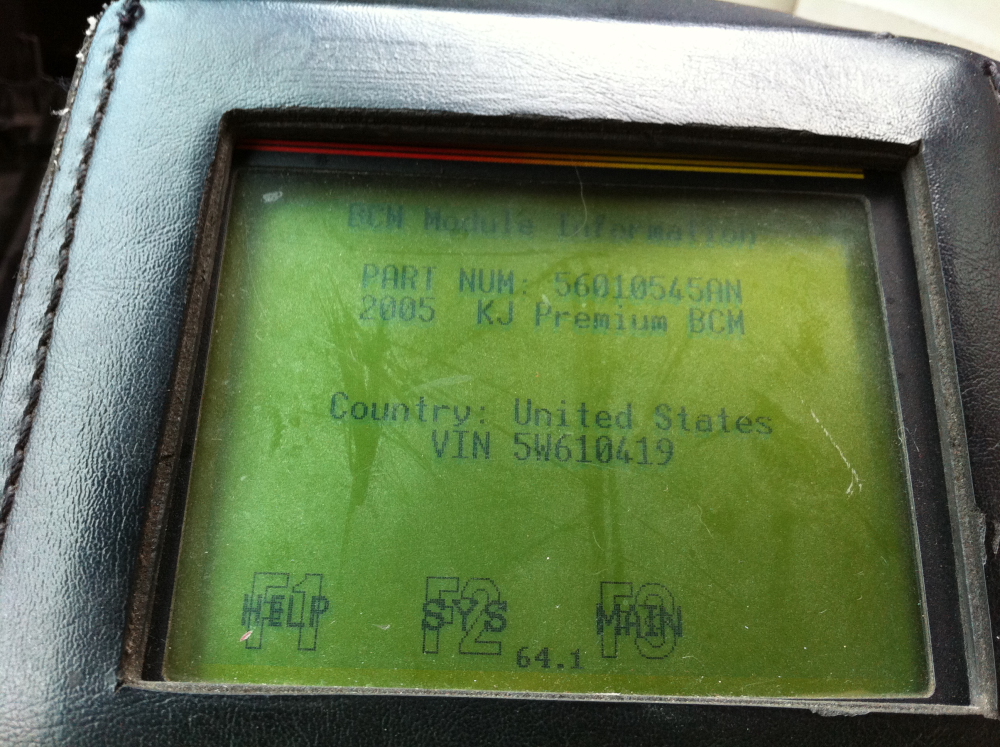 BCM Module Information
PART NUM: 56010545AN
2005 KJ Premium BCM
Country: United States
VIN 5W610419
F1 F2 F3
HELP SYS MAIN
64.1